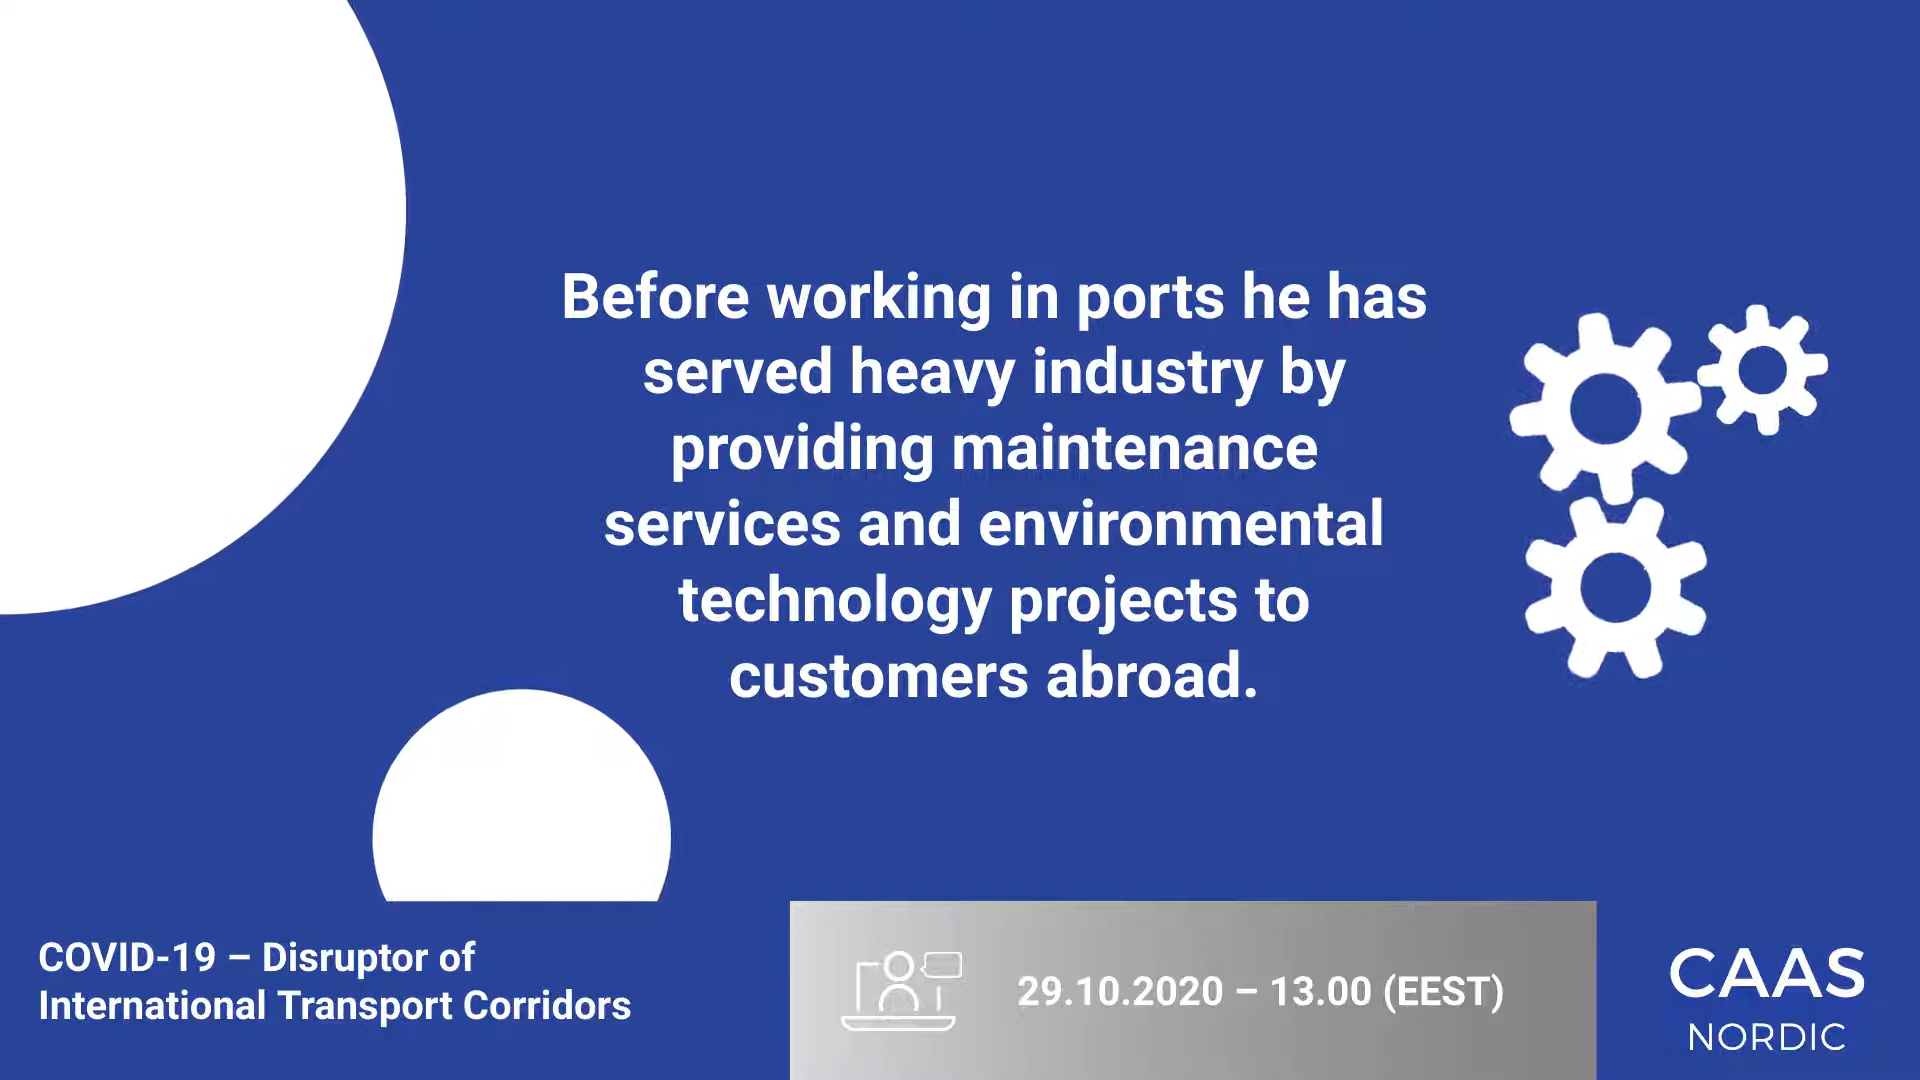 Before working in ports he has
served heavy industry by
providing maintenance
services and environmental
technology projects to
customers abroad.
COVID-19 – Disruptor of
International Transport Corridors
29.10.2020 – 13.00 (EEST)
CAAS
NORDIC